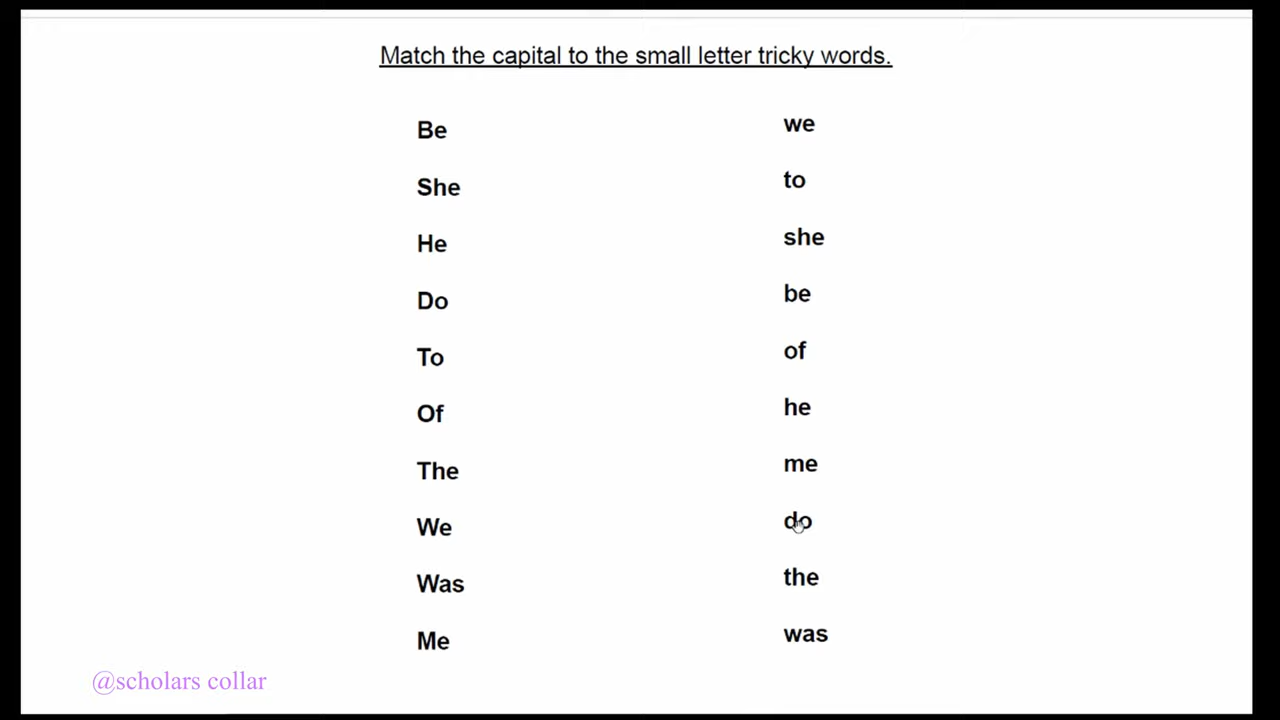 Match the capital to the small letter tricky words.
Be we
She to
He she
Do be
To of
Of he
The me
We do
Was the
Me was
@scholars collar